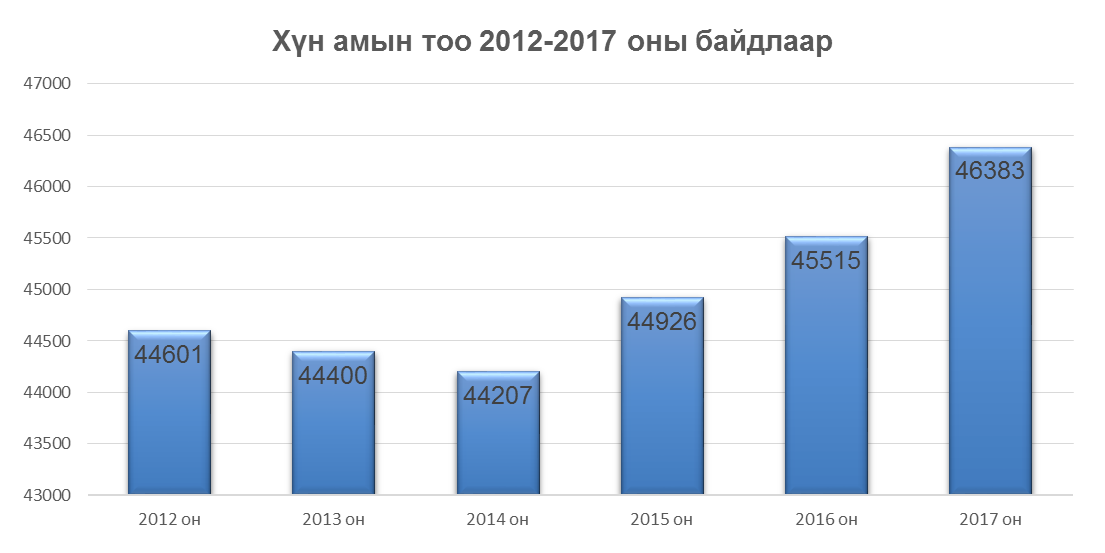 Хүн амын тоо 2012-2017 оны байдлаар
47000
46500
46000
45500
45000
44500
44000
43500
43000
44601
44400
44207
44926
45515
46383
2012 он
2013 он
2014 он
2015 он
2016 он
2017 он